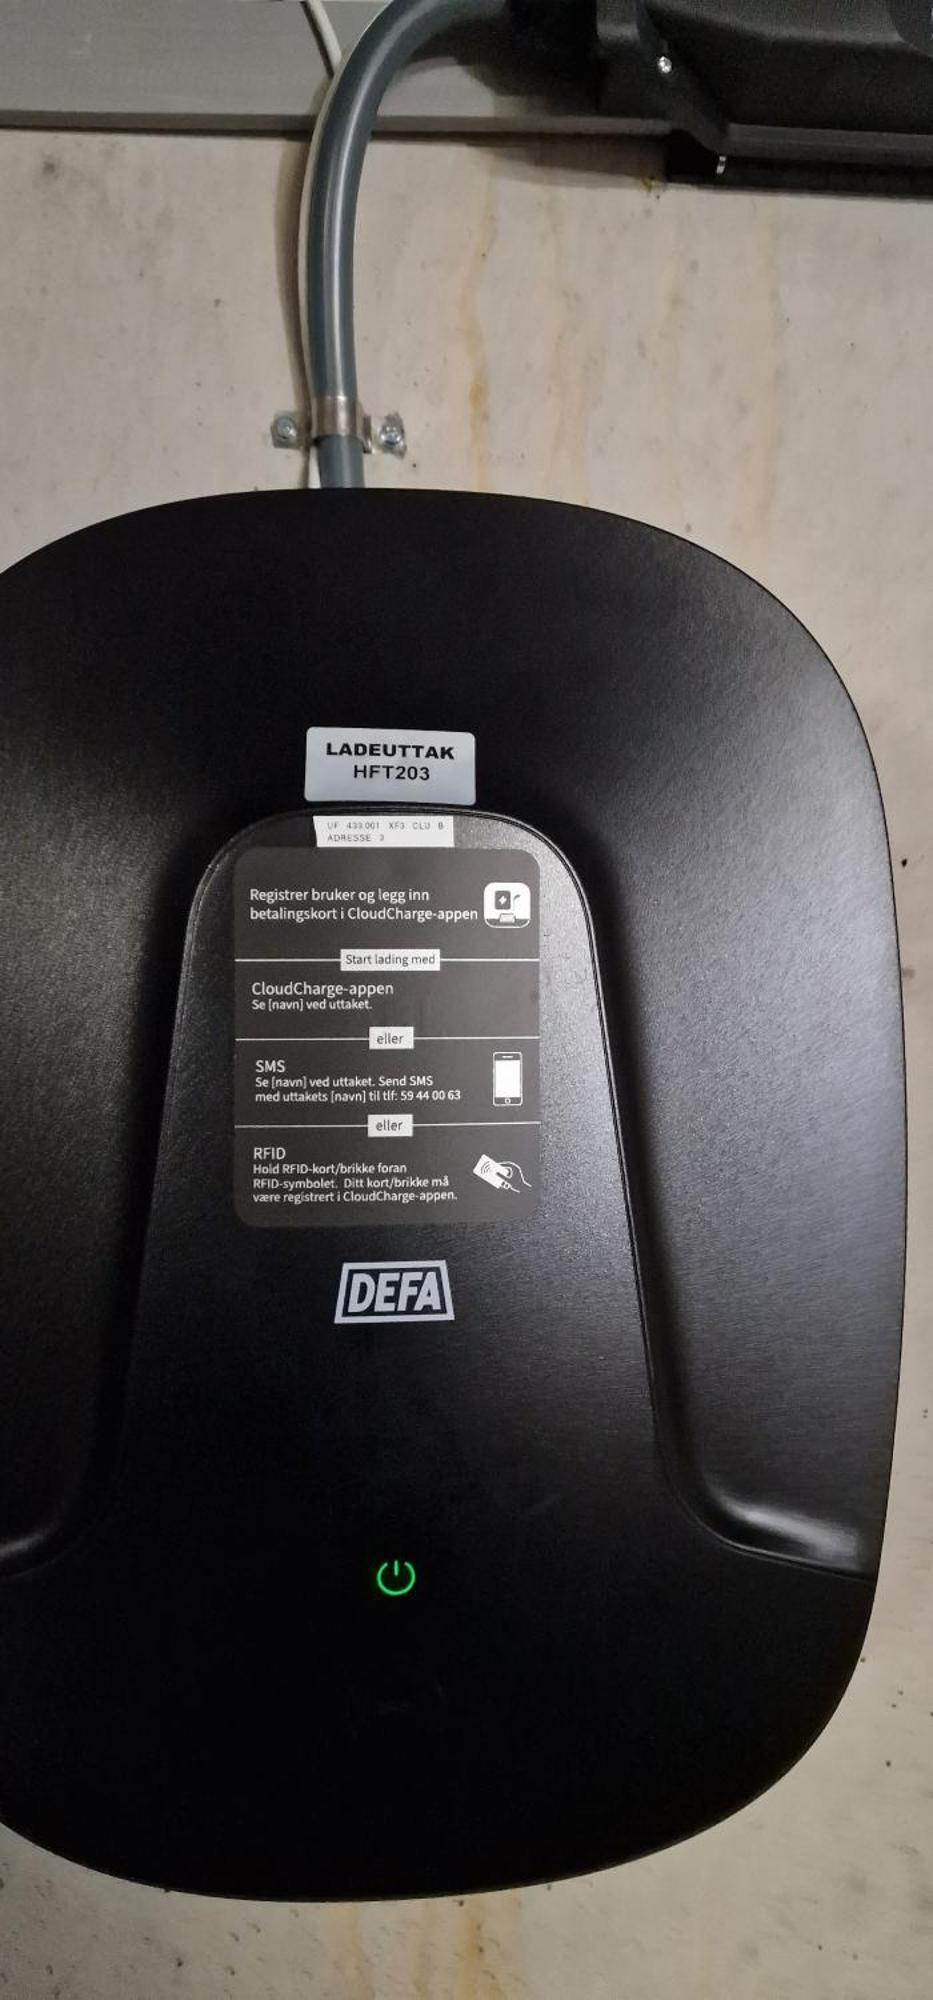 LADEUTTAK
HFT203
UF 433.001 XF3 CLU B
ADRESSE 3
Registrer bruker og legg inn
betalingskort i CloudCharge-appen
Start lading med
CloudCharge-appen
Se [navn] ved uttaket.
eller
SMS
Se [navn] ved uttaket. Send SMS
med uttakets [navn] til tlf: 59 44 00 63
eller
RFID
Hold RFID-kort/brikke foran
RFID-symbolet. Ditt kort/brikke må
være registrert i CloudCharge-appen.
DEFA